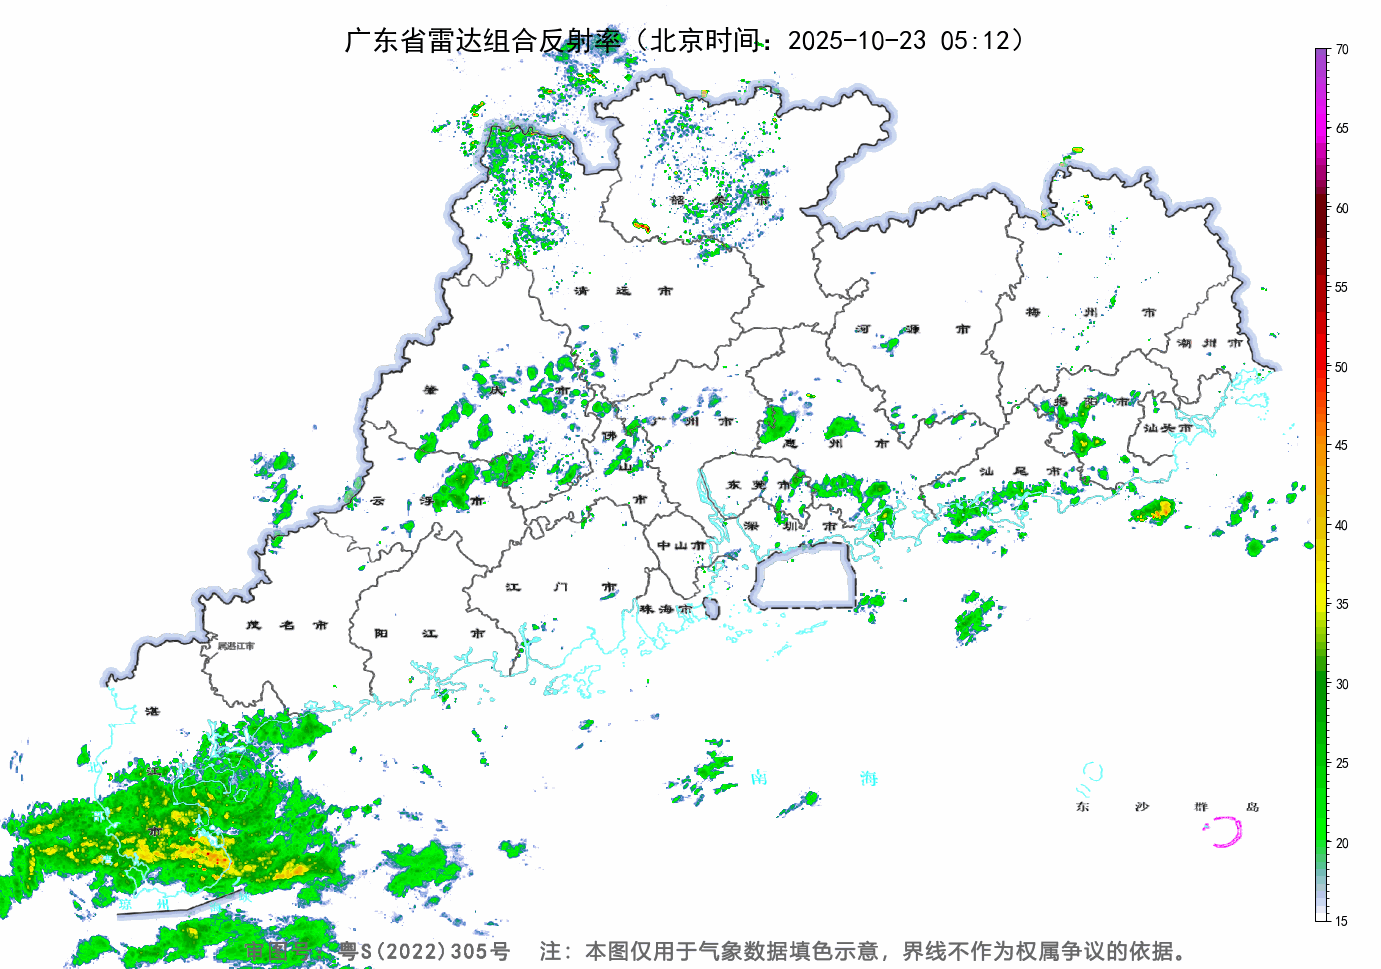 广东省雷达组合反射率（北京时间：2025-10-23 05:12）
70
65
60
55
50
45
40
35
30
25
20
15
韶 关 市
清 远 市
梅 州 市
河 源 市
潮 州 市
肇 庆 市
揭 阳 市
广 州 市
佛 山 市
惠 州 市
汕头市
汕 尾 市
东 莞 市
云 浮 市
深 圳 市
中山市
江 门 市
珠海市
茂 名 市
阳 江 市
属湛江市
湛 江 市
南 海
东 沙 群 岛
琼 州 海 峡
审图号：粤S(2022)305号 注：本图仅用于气象数据填色示意，界线不作为权属争议的依据。